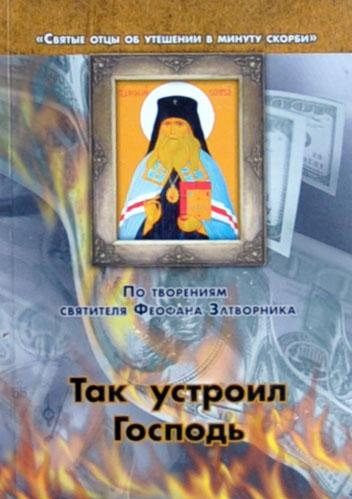 «Святые отцы об утешении в минуту скорби»
По творениям
святителя Феофана Затворника
Так устроил
Господь